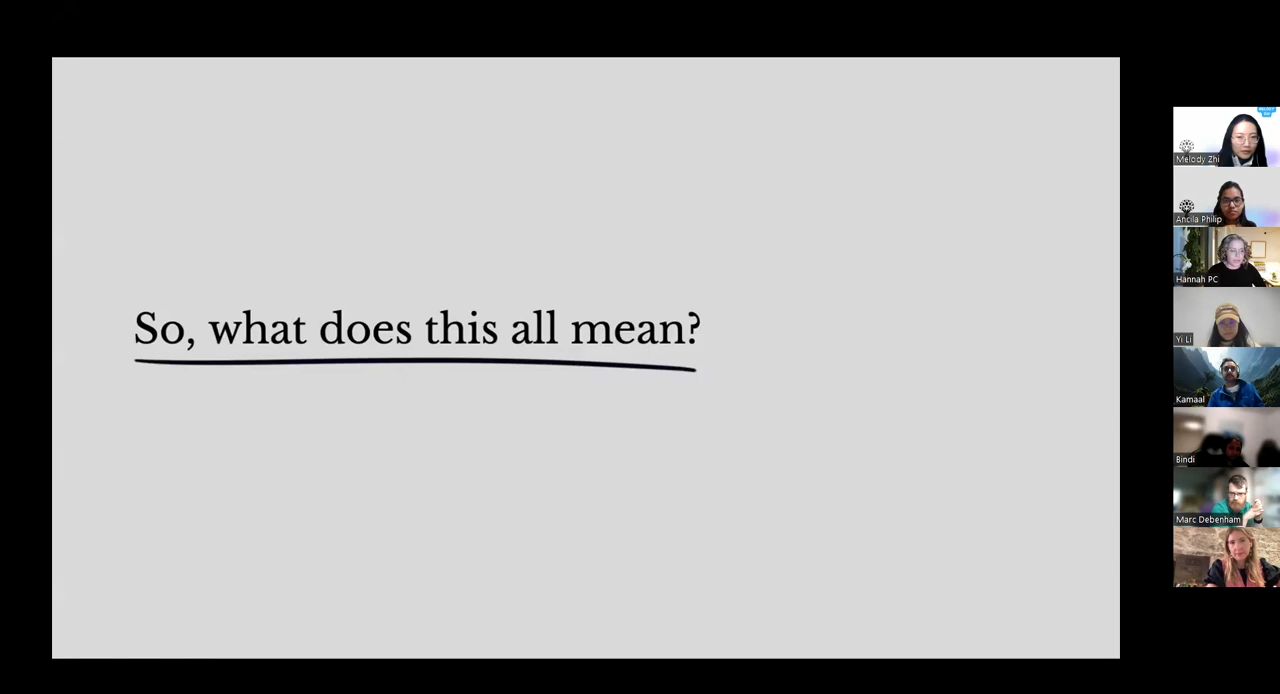 So, what does this all mean?
Melody Zhi
Ancila Philip
Hannah PC
Yi Li
Kamaal
Bindi
Marc Debenham